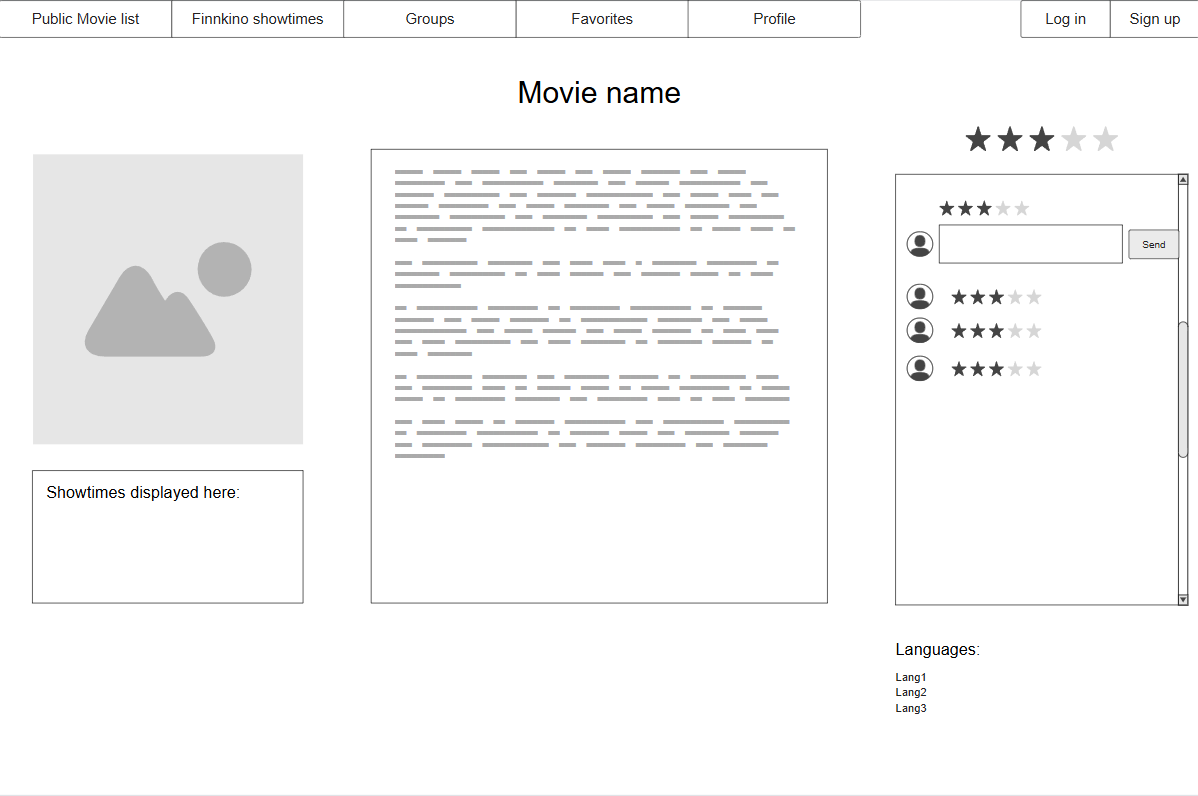 Public Movie list
Finnkino showtimes
Groups
Favorites
Profile
Log in
Sign up
Movie name
Send
Showtimes displayed here:
Languages:
Lang1
Lang2
Lang3